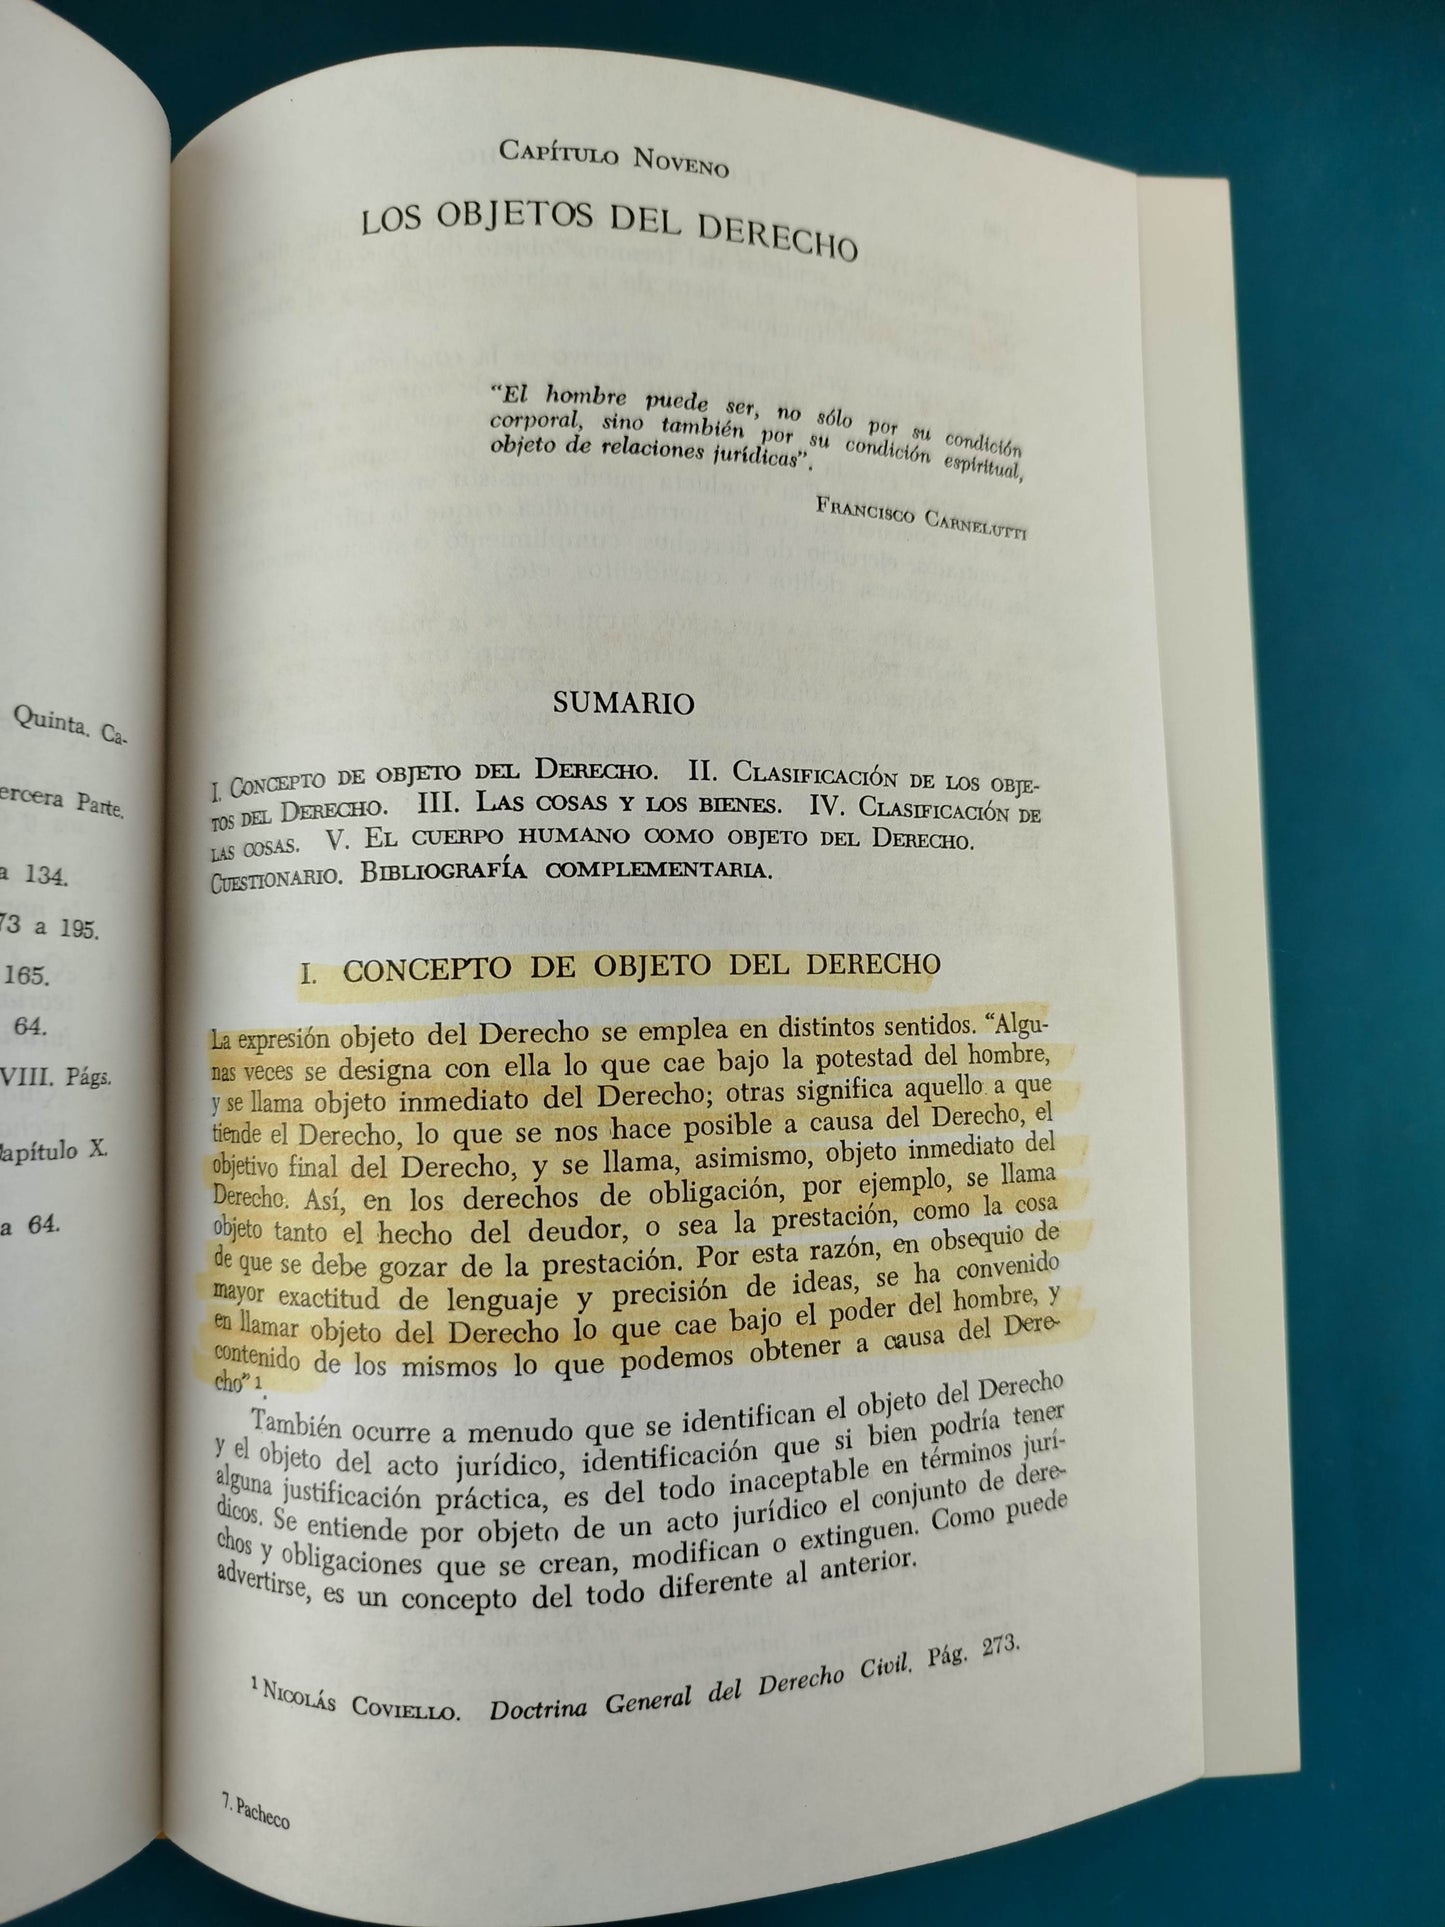 Quinta. Ca-
ercera Parte.
a 134.
73 a 195.
165.
64.
VIII. Págs.
apítulo X.
a 64.
Capítulo Noveno
LOS OBJETOS DEL DERECHO
“El hombre puede ser, no sólo por su condición
corporal, sino también por su condición espiritual,
objeto de relaciones jurídicas”.
Francisco Carnelutti
SUMARIO
I. Concepto de objeto del Derecho. II. Clasificación de los obje-
tos del Derecho. III. Las cosas y los bienes. IV. Clasificación de
las cosas. V. El cuerpo humano como objeto del Derecho.
Cuestionario. Bibliografía complementaria.
I. CONCEPTO DE OBJETO DEL DERECHO
La expresión objeto del Derecho se emplea en distintos sentidos. “Algu-
nas veces se designa con ella lo que cae bajo la potestad del hombre,
y se llama objeto inmediato del Derecho; otras significa aquello a que
tiende el Derecho, lo que se nos hace posible a causa del Derecho, el
objetivo final del Derecho, y se llama, asimismo, objeto inmediato del
Derecho. Así, en los derechos de obligación, por ejemplo, se llama
objeto tanto el hecho del deudor, o sea la prestación, como la cosa
de que se debe gozar de la prestación. Por esta razón, en obsequio de
mayor exactitud de lenguaje y precisión de ideas, se ha convenido
en llamar objeto del Derecho lo que cae bajo el poder del hombre, y
contenido de los mismos lo que podemos obtener a causa del Dere-
cho” 1.
También ocurre a menudo que se identifican el objeto del Derecho
y el objeto del acto jurídico, identificación que si bien podría tener
alguna justificación práctica, es del todo inaceptable en términos jurí-
dicos. Se entiende por objeto de un acto jurídico el conjunto de dere-
chos y obligaciones que se crean, modifican o extinguen. Como puede
advertirse, es un concepto del todo diferente al anterior.
1 Nicolás Coviello. Doctrina General del Derecho Civil. Pág. 273.
7. Pacheco